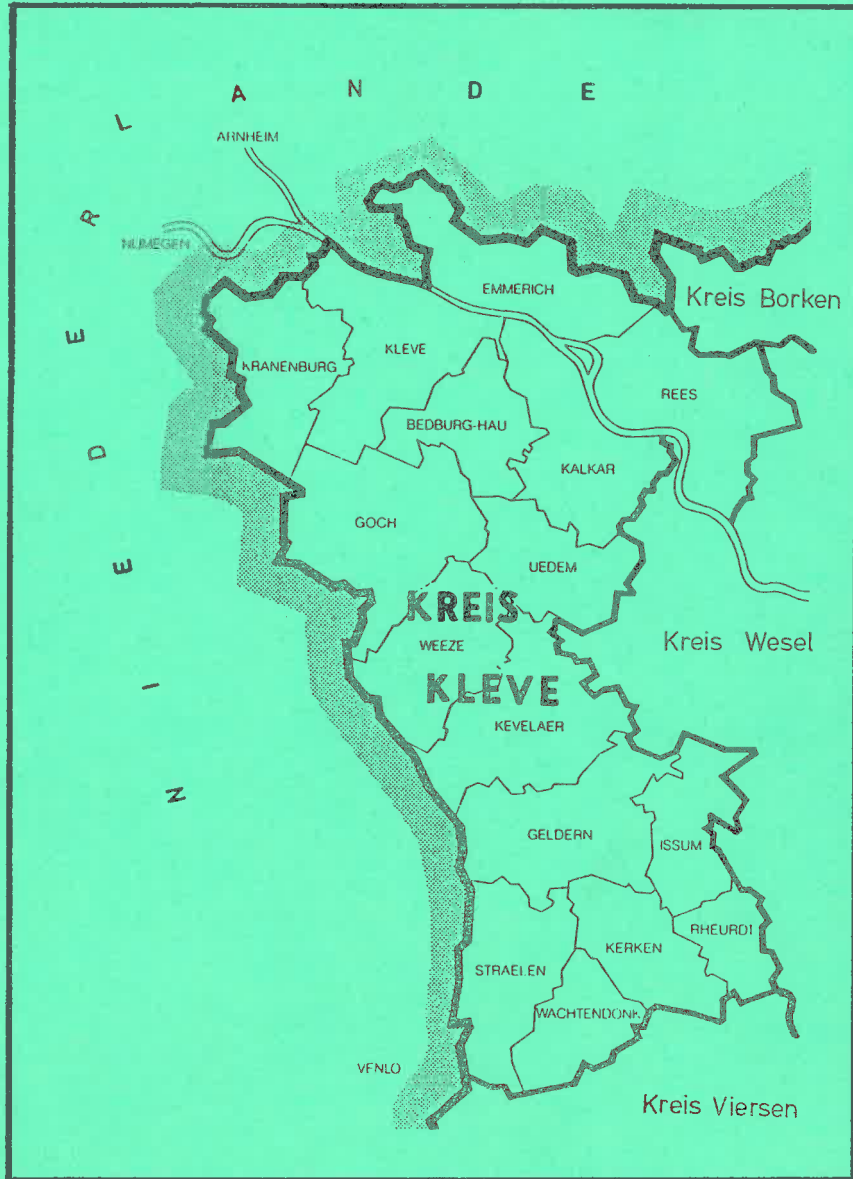 NIEDERLANDE
ARNHEIM
NIJMEGEN
EMMERICH
Kreis Borken
KLEVE
KRANENBURG
REES
BEDBURG-HAU
KALKAR
GOCH
UEDEM
KREIS
WEEZE
Kreis Wesel
KLEVE
KEVELAER
GELDERN
ISSUM
RHEURDT
KERKEN
STRAELEN
WACHTENDONK
VENLO
Kreis Viersen